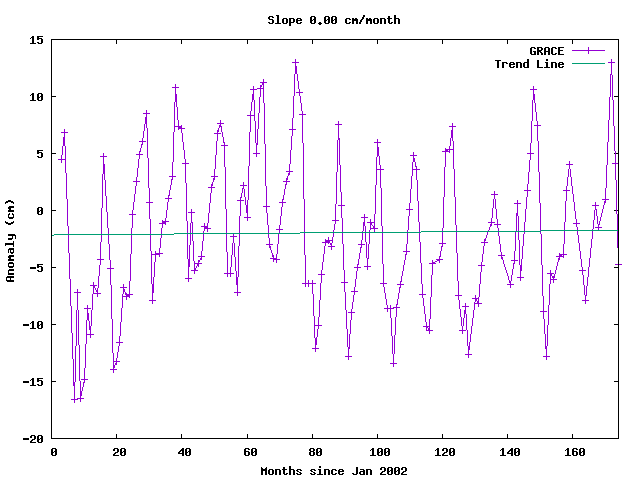 Slope 0.00 cm/month
GRACE
Trend Line
15
10
5
0
-5
-10
-15
-20
Anomaly (cm)
0 20 40 60 80 100 120 140 160
Months since Jan 2002